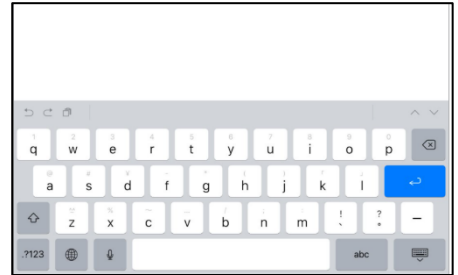 1 2 3 4 5 6 7 8 9 0
q w e r t y u i o p
a s d f g h j k l
z x c v b n m ! ?
.?123 abc